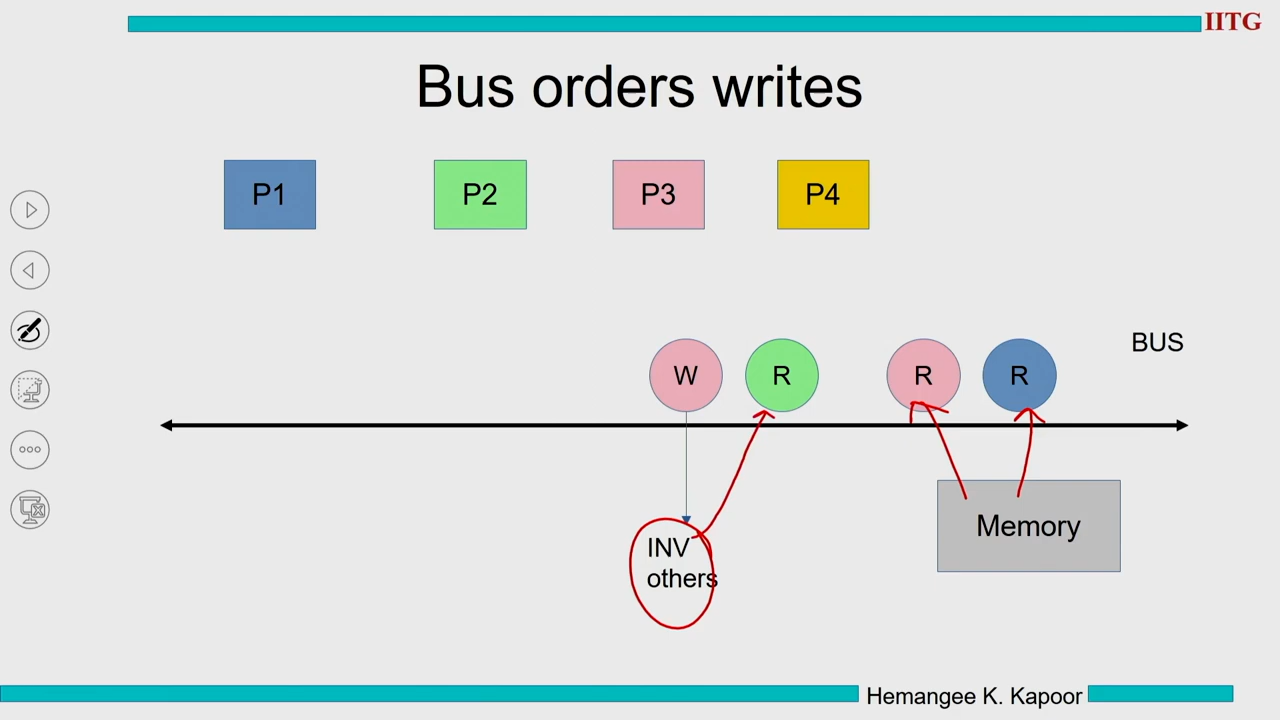 IITG
Bus orders writes
P1
P2
P3
P4
BUS
W
R
R
R
INV
others
Memory
Hemangee K. Kapoor